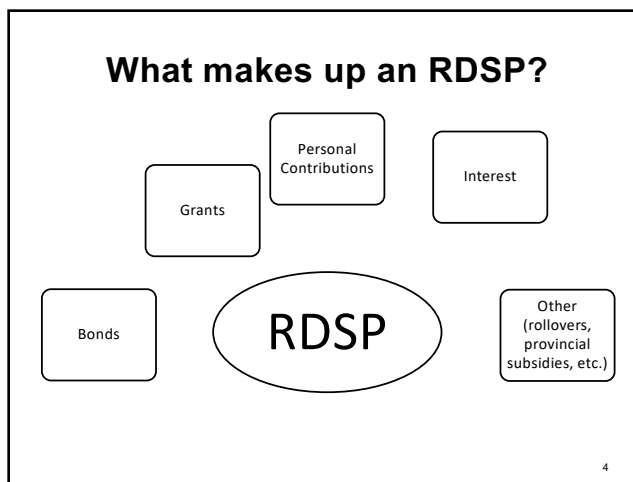 What makes up an RDSP?
Personal
Contributions
Interest
Grants
Bonds
RDSP
Other
(rollovers,
provincial
subsidies, etc.)
4